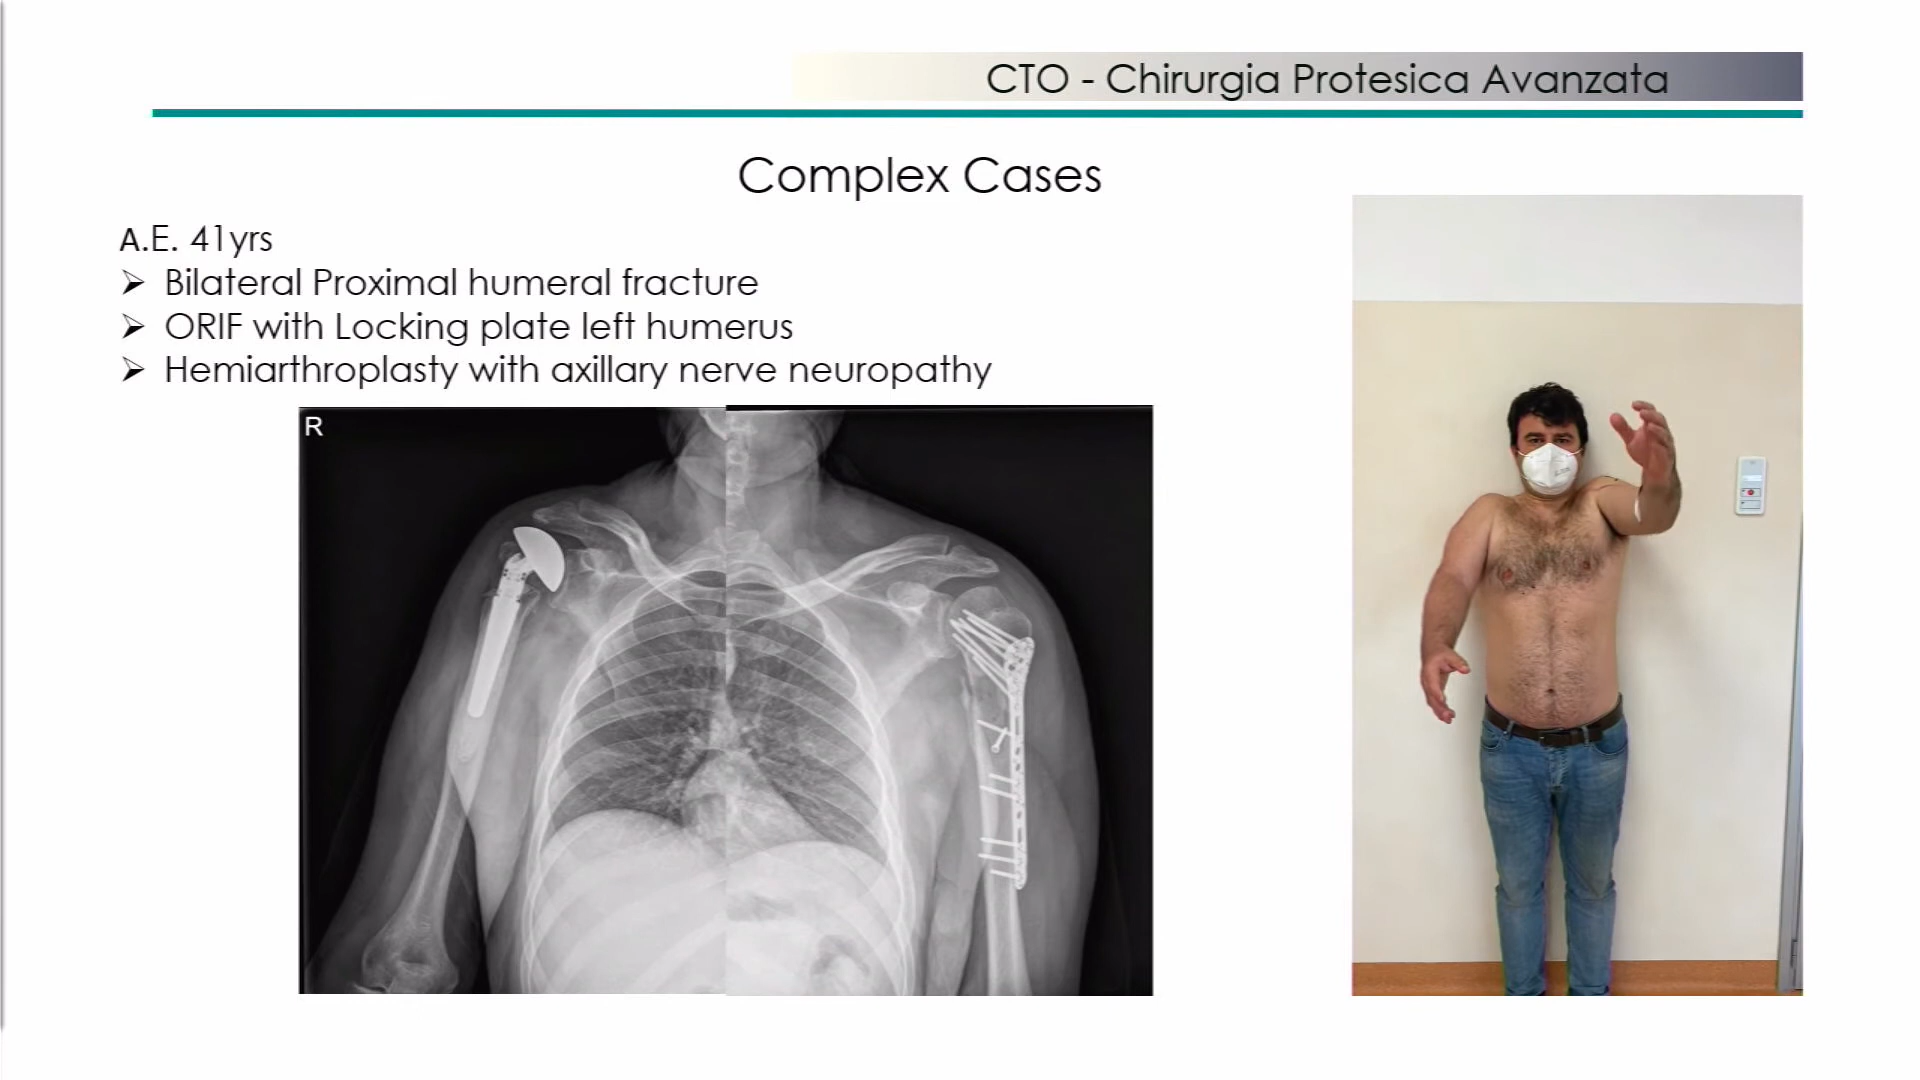 CTO - Chirurgia Protesica Avanzata
Complex Cases
A.E. 41yrs
➢ Bilateral Proximal humeral fracture
➢ ORIF with Locking plate left humerus
➢ Hemiarthroplasty with axillary nerve neuropathy
R